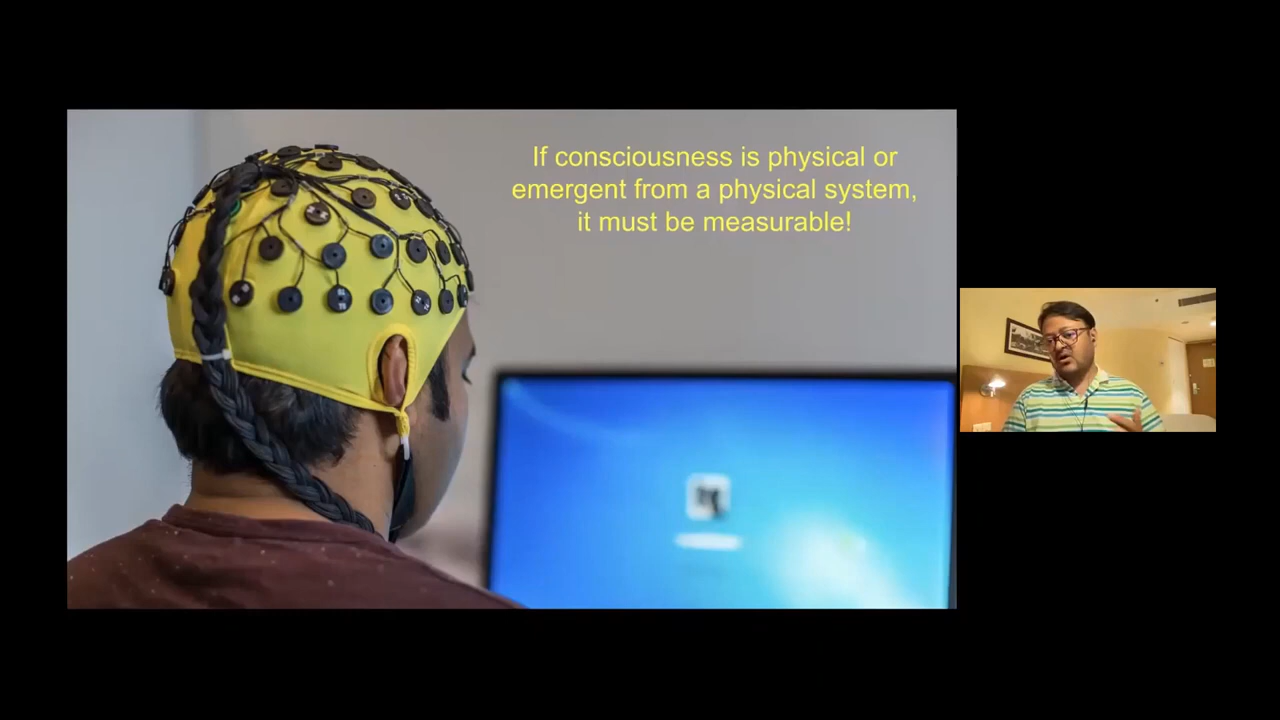 If consciousness is physical or
emergent from a physical system,
it must be measurable!